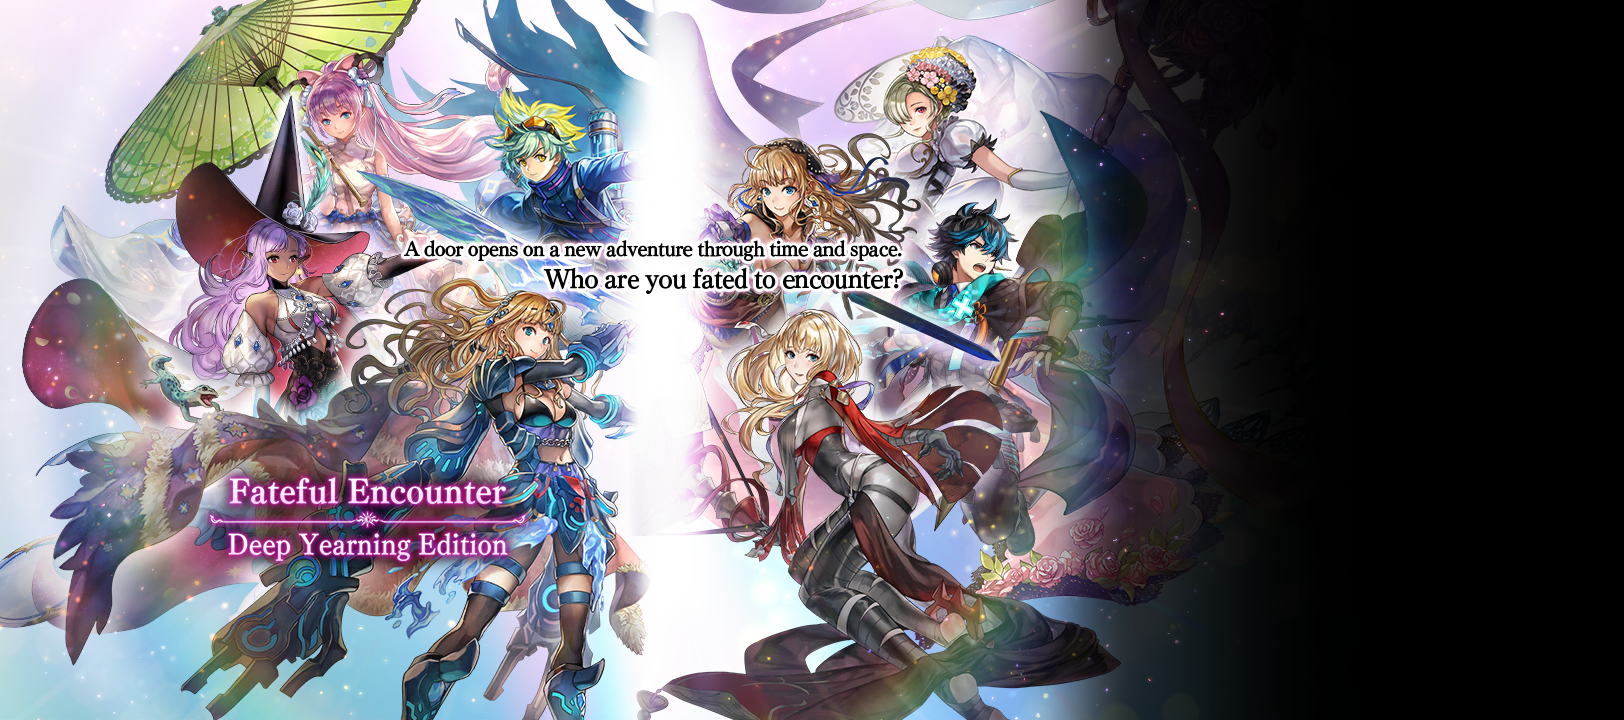 A door opens on a new adventure through time and space.
Who are you fated to encounter?
Fateful Encounter
Deep Yearning Edition